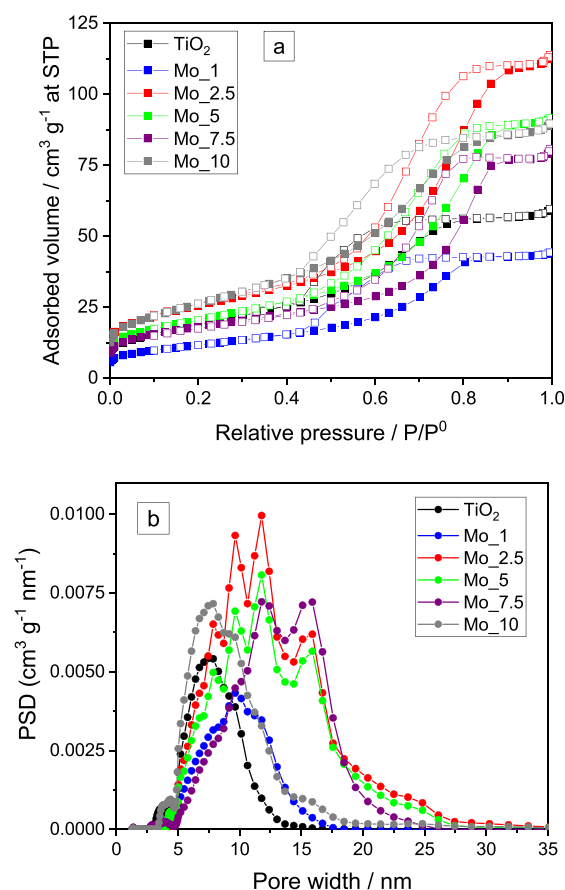 125
100
75
50
25
0
Adsorbed volume / cm³ g⁻¹ at STP
TiO₂
Mo_1
Mo_2.5
Mo_5
Mo_7.5
Mo_10
a
0.0 0.2 0.4 0.6 0.8 1.0
Relative pressure / P/P⁰
0.0100
0.0075
0.0050
0.0025
0.0000
PSD (cm³ g⁻¹ nm⁻¹)
b
TiO₂
Mo_1
Mo_2.5
Mo_5
Mo_7.5
Mo_10
0 5 10 15 20 25 30 35
Pore width / nm